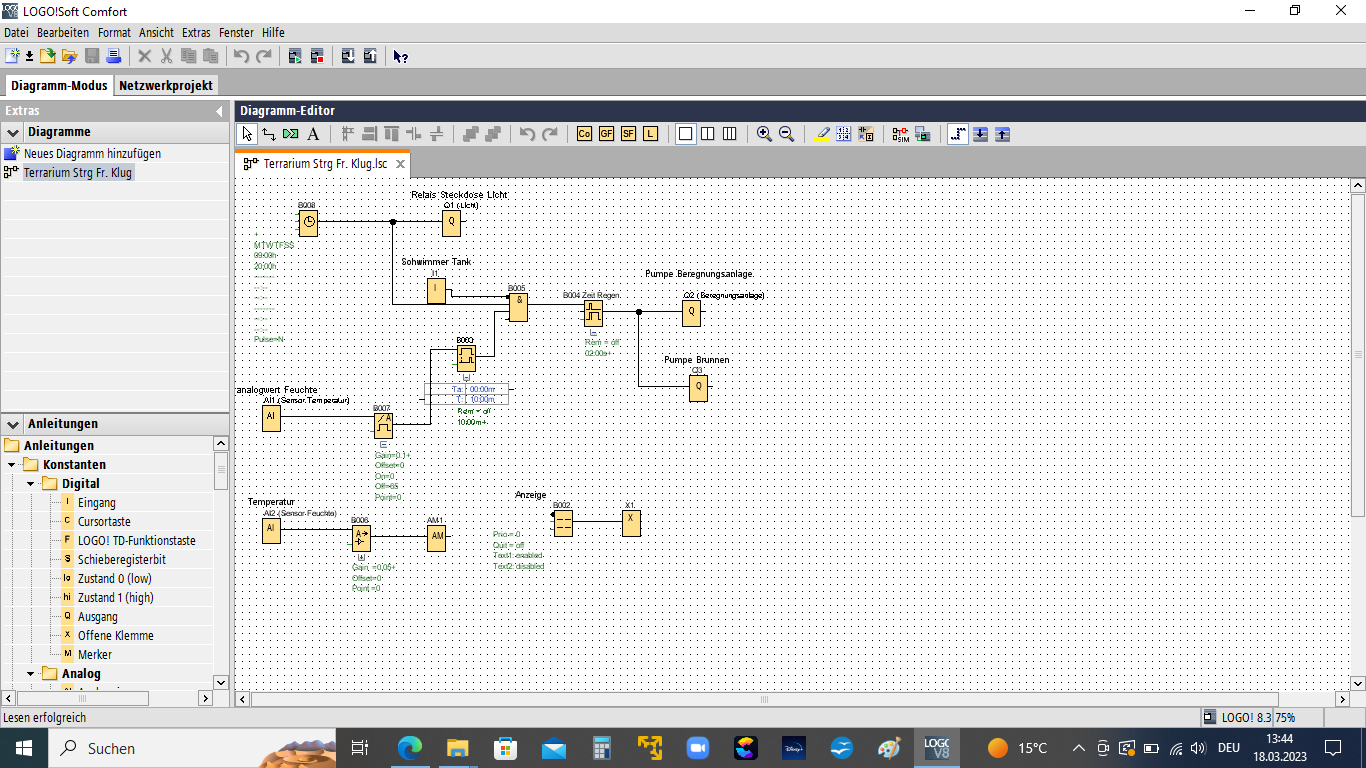 LOGO!Soft Comfort
Datei Bearbeiten Format Ansicht Extras Fenster Hilfe
Diagramm-Modus Netzwerkprojekt
Extras
Diagramme
Neues Diagramm hinzufügen
Terrarium Strg Fr. Klug
Anleitungen
Anleitungen
Konstanten
Digital
I Eingang
C Cursortaste
F LOGO! TD-Funktionstaste
S Schieberegisterbit
lo Zustand 0 (low)
hi Zustand 1 (high)
Q Ausgang
X Offene Klemme
M Merker
Analog
Diagramm-Editor
A Co GF SF L SIM
Terrarium Strg Fr. Klug.lsc
Relais Steckdose Licht
B008
Q1 (Licht)
Q
MTWTFSS
09:00h
20:00h
Pulse=N
Schwimmer Tank
I1
I
B005
&
B004 Zeit Regen
Rem = off
02:00s+
Pumpe Beregnungsanlage
Q2 (Beregnungsanlage)
Q
Pumpe Brunnen
Q3
Q
Ta: 00:00m
T: 10:00m
Rem = off
10:00m+
analogwert Feuchte
AI1 (Sensor Temperatur)
AI
B007
/A
Gain=0.1+
Offset=0
On=0
Off=65
Point=0
Temperatur
AI2 (Sensor Feuchte)
AI
B006
A→
Gain =0.05+
Offset=0
Point =0
AM1
AM
Anzeige
B002
X1
X
Prio = 0
Quit = off
Text1: enabled
Text2: disabled
Lesen erfolgreich
LOGO! 8.3 75%
Suchen
15°C
DEU
13:44
18.03.2023